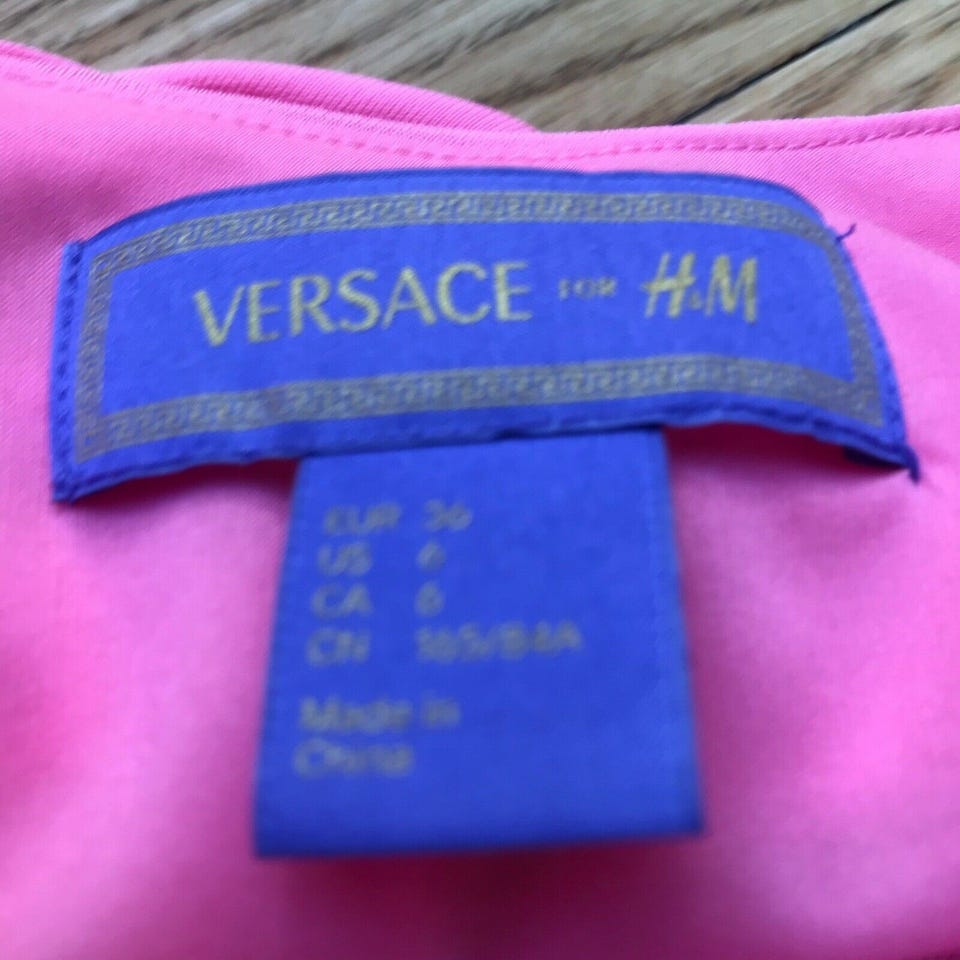 VERSACE FOR H&M
EUR 36
US 6
CA 6
CN 165/84A
Made in
China